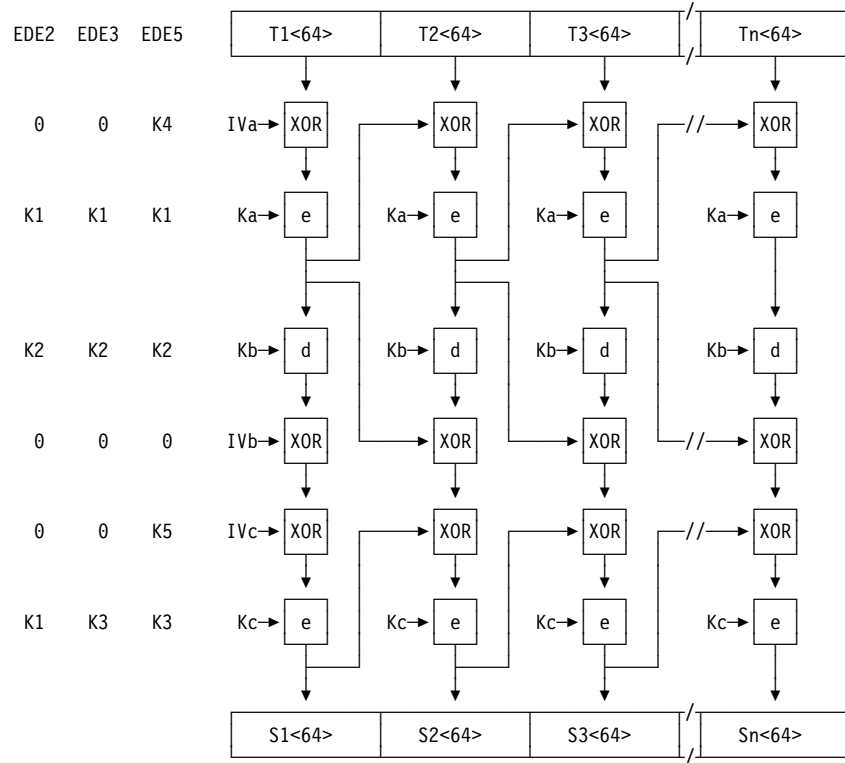 EDE2 EDE3 EDE5 T1<64> T2<64> T3<64> / / Tn<64>
0 0 K4 IVa XOR XOR XOR // XOR
K1 K1 K1 Ka e Ka e Ka e Ka e
K2 K2 K2 Kb d Kb d Kb d Kb d
0 0 0 IVb XOR XOR XOR // XOR
0 0 K5 IVc XOR XOR XOR // XOR
K1 K3 K3 Kc e Kc e Kc e Kc e
S1<64> S2<64> S3<64> / / Sn<64>